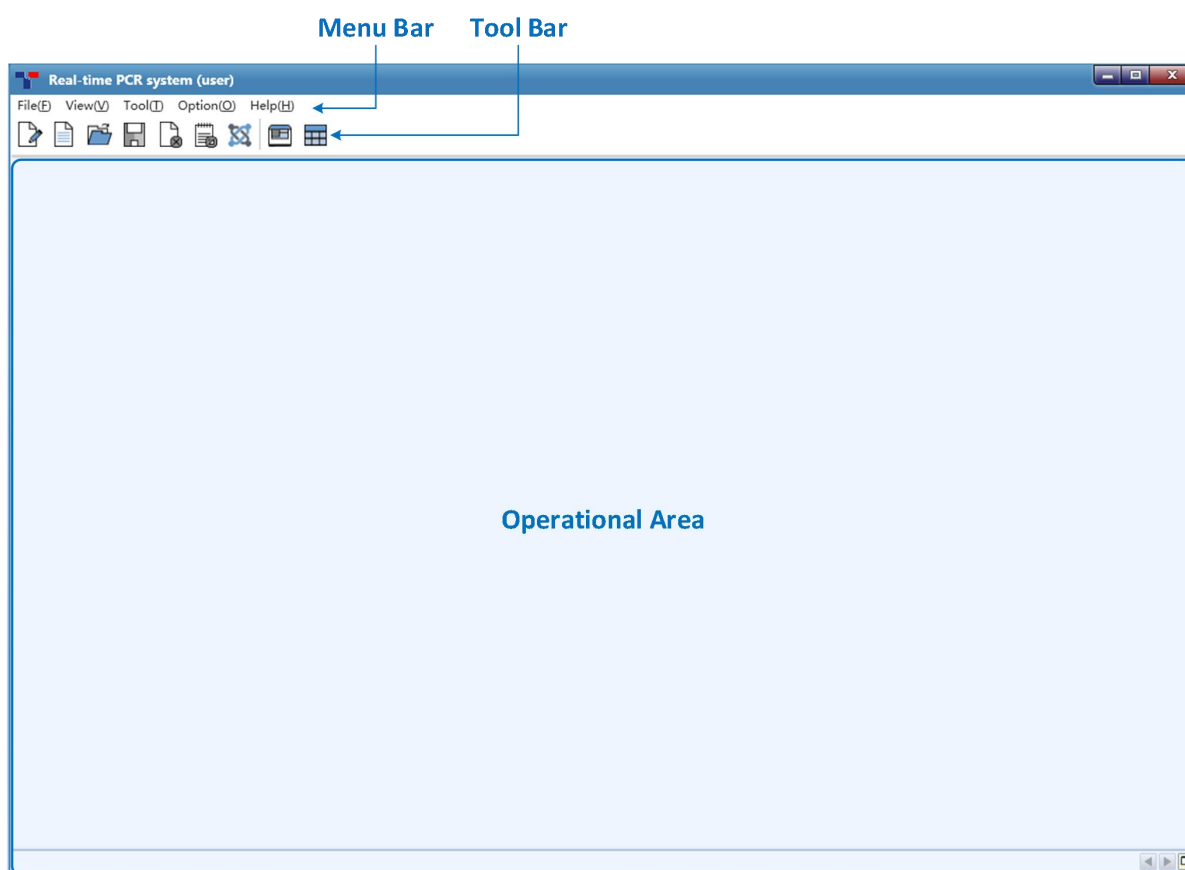 Menu Bar Tool Bar
Real-time PCR system (user)
File(F) View(V) Tool(T) Option(O) Help(H)
Operational Area